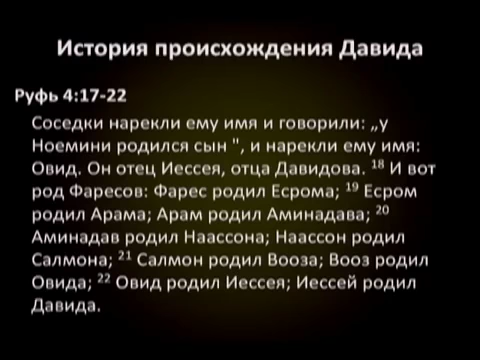 История происхождения Давида
Руфь 4:17-22
Соседки нарекли ему имя и говорили: „у
Ноемини родился сын ", и нарекли ему имя:
Овид. Он отец Иессея, отца Давидова. 18 И вот
род Фаресов: Фарес родил Есрома; 19 Есром
родил Арама; Арам родил Аминадава; 20
Аминадав родил Наассона; Наассон родил
Салмона; 21 Салмон родил Вооза; Вооз родил
Овида; 22 Овид родил Иессея; Иессей родил
Давида.